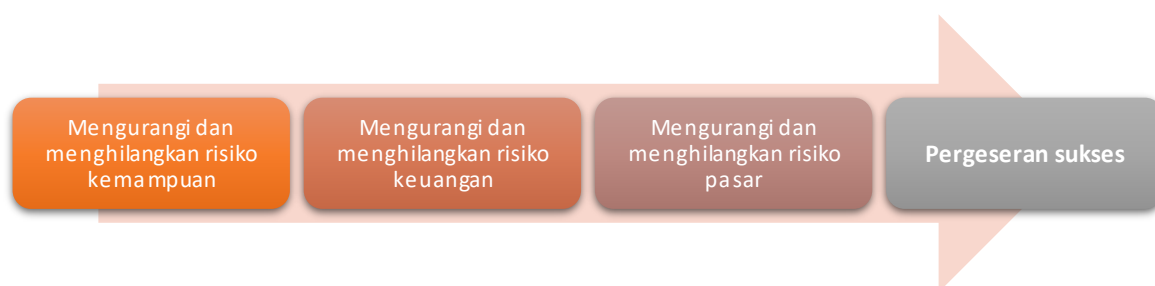 Mengurangi dan
menghilangkan risiko
kemampuan
Mengurangi dan
menghilangkan risiko
keuangan
Mengurangi dan
menghilangkan risiko
pasar
Pergeseran sukses